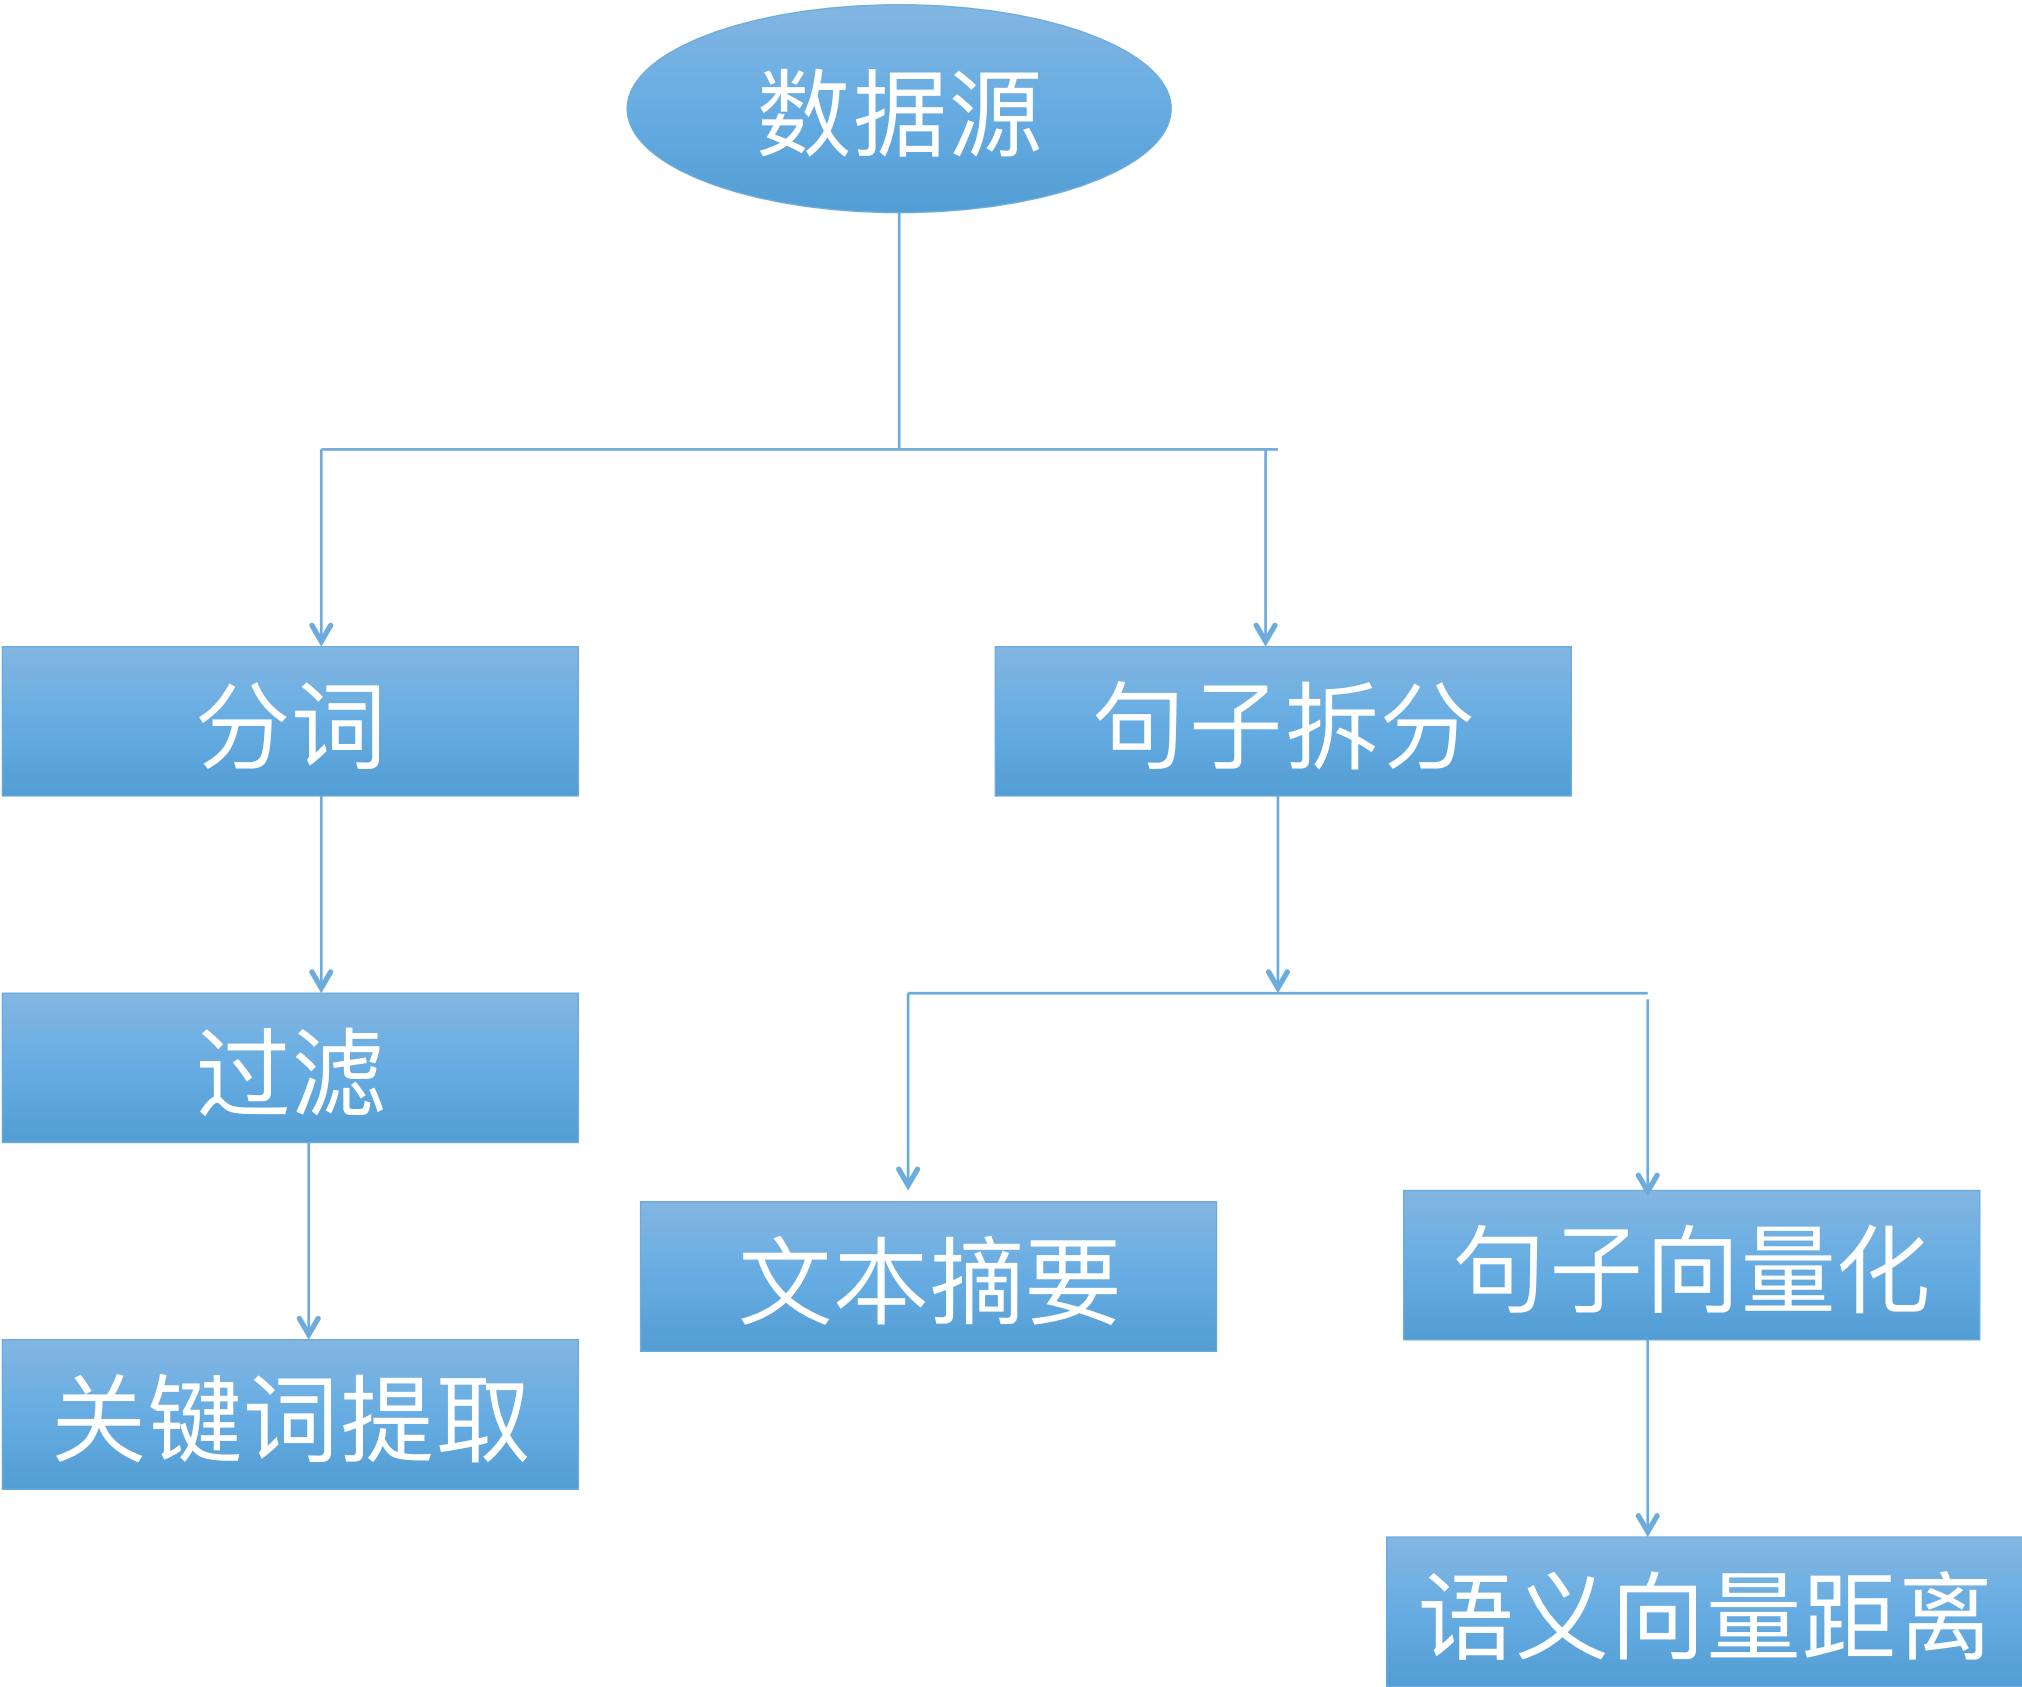 数据源
分词
句子拆分
过滤
文本摘要
句子向量化
关键词提取
语义向量距离